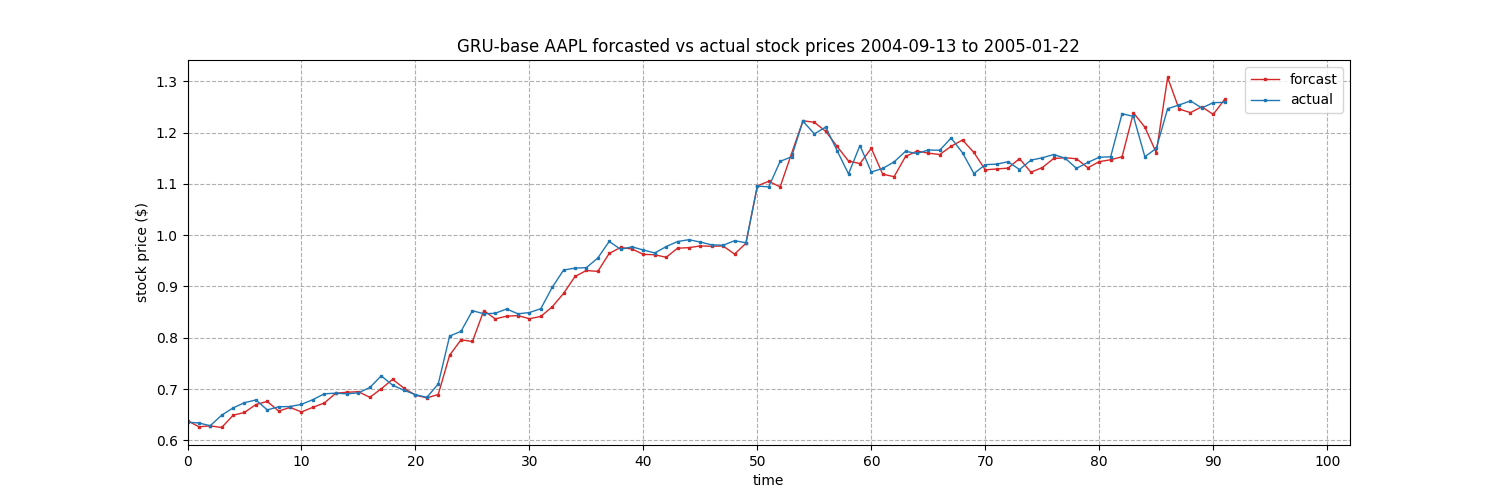 GRU-base AAPL forcasted vs actual stock prices 2004-09-13 to 2005-01-22
forcast
actual
stock price ($)
1.3
1.2
1.1
1.0
0.9
0.8
0.7
0.6
0 10 20 30 40 50 60 70 80 90 100
time